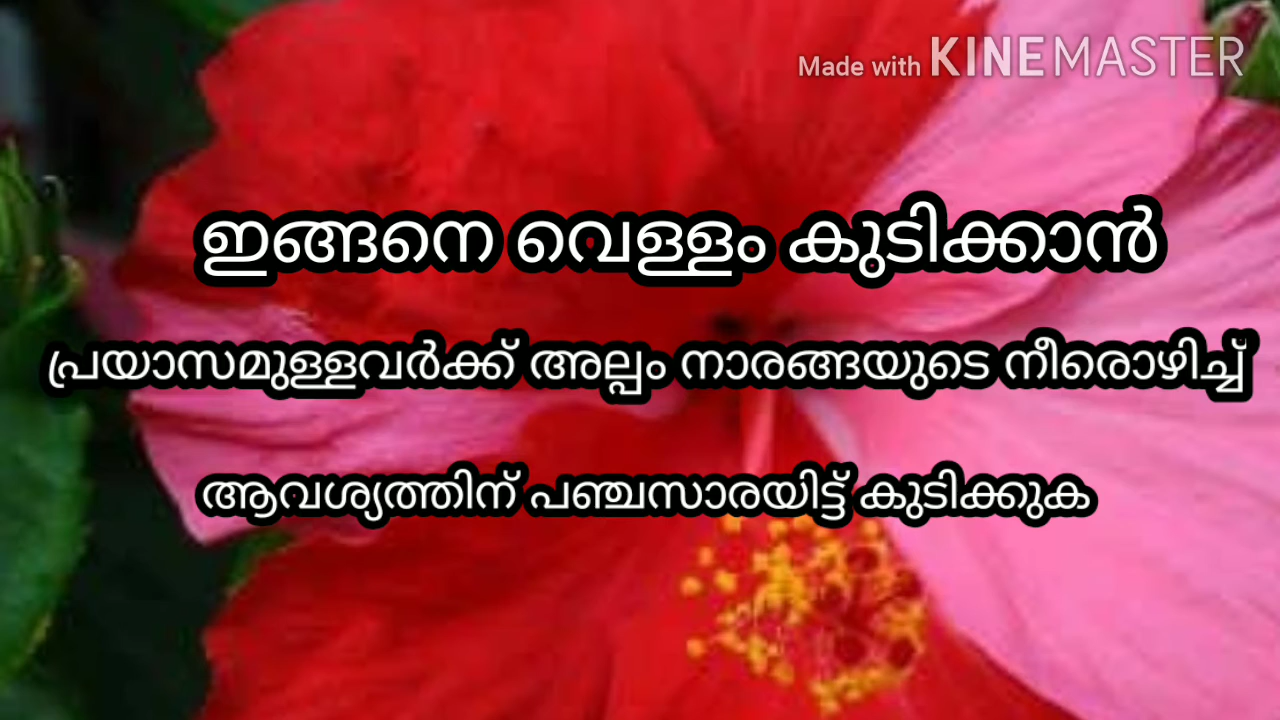 Made with KINEMASTER
ഇങ്ങനെ വെള്ളം കുടിക്കാൻ
പ്രയാസമുള്ളവർക്ക് അല്പം നാരങ്ങയുടെ നീരൊഴിച്ച്
ആവശ്യത്തിന് പഞ്ചസാരയിട്ട് കുടിക്കുക